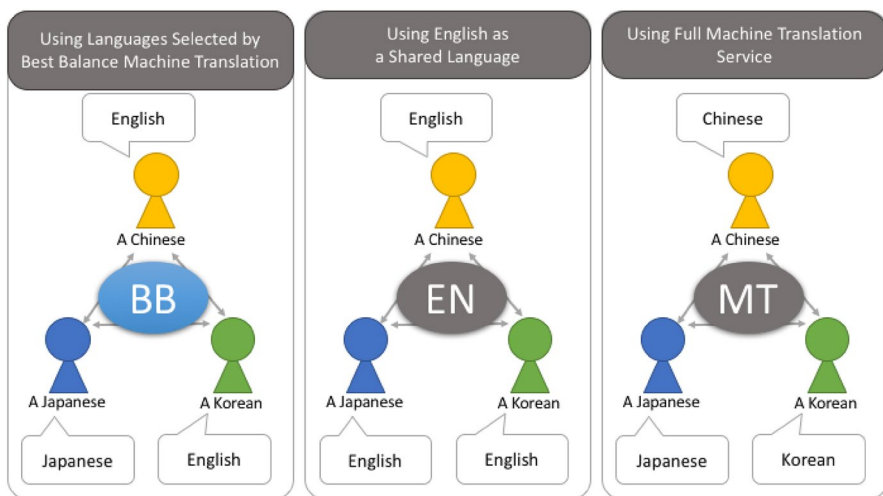 Using Languages Selected by
Best Balance Machine Translation
English
A Chinese
BB
A Japanese
A Korean
Japanese
English
Using English as
a Shared Language
English
A Chinese
EN
A Japanese
A Korean
English
English
Using Full Machine Translation
Service
Chinese
A Chinese
MT
A Japanese
A Korean
Japanese
Korean